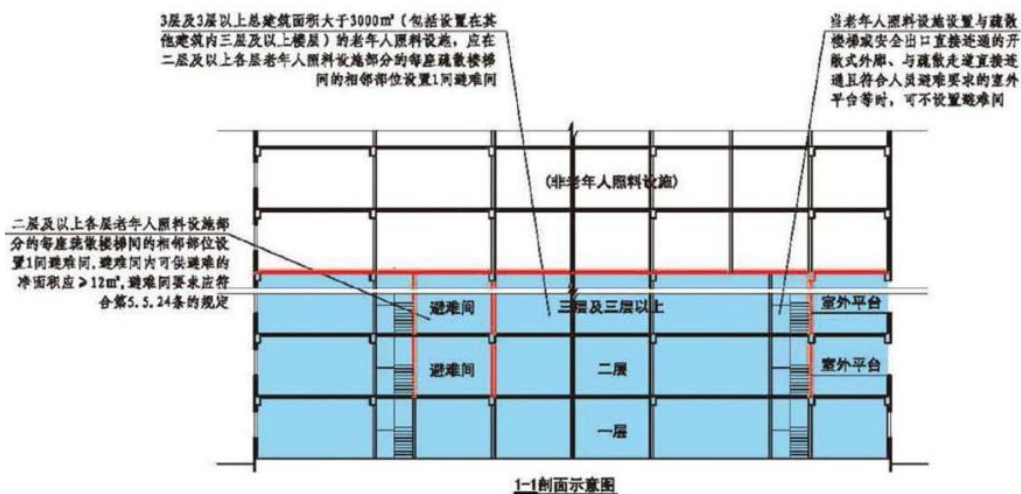 3层及3层以上总建筑面积大于3000m²(包括设置在其
他建筑内三层及以上楼层)的老年人照料设施，应在
二层及以上各层老年人照料设施部分的每座疏散楼梯
间的相邻部位设置1间避难间
当老年人照料设施设置与疏散
楼梯或安全出口直接连通的开
敞式外廊、与疏散走道直接连
通且符合人员避难要求的室外
平台等时，可不设置避难间
(非老年人照料设施)
二层及以上各层老年人照料设施部
分的每座疏散楼梯间的相邻部位设
置1间避难间,避难间内可供避难的
净面积应≥12m²,避难间要求应符
合第5.5.24条的规定
避难间
三层及三层以上
室外平台
避难间
二层
室外平台
一层
1-1剖面示意图